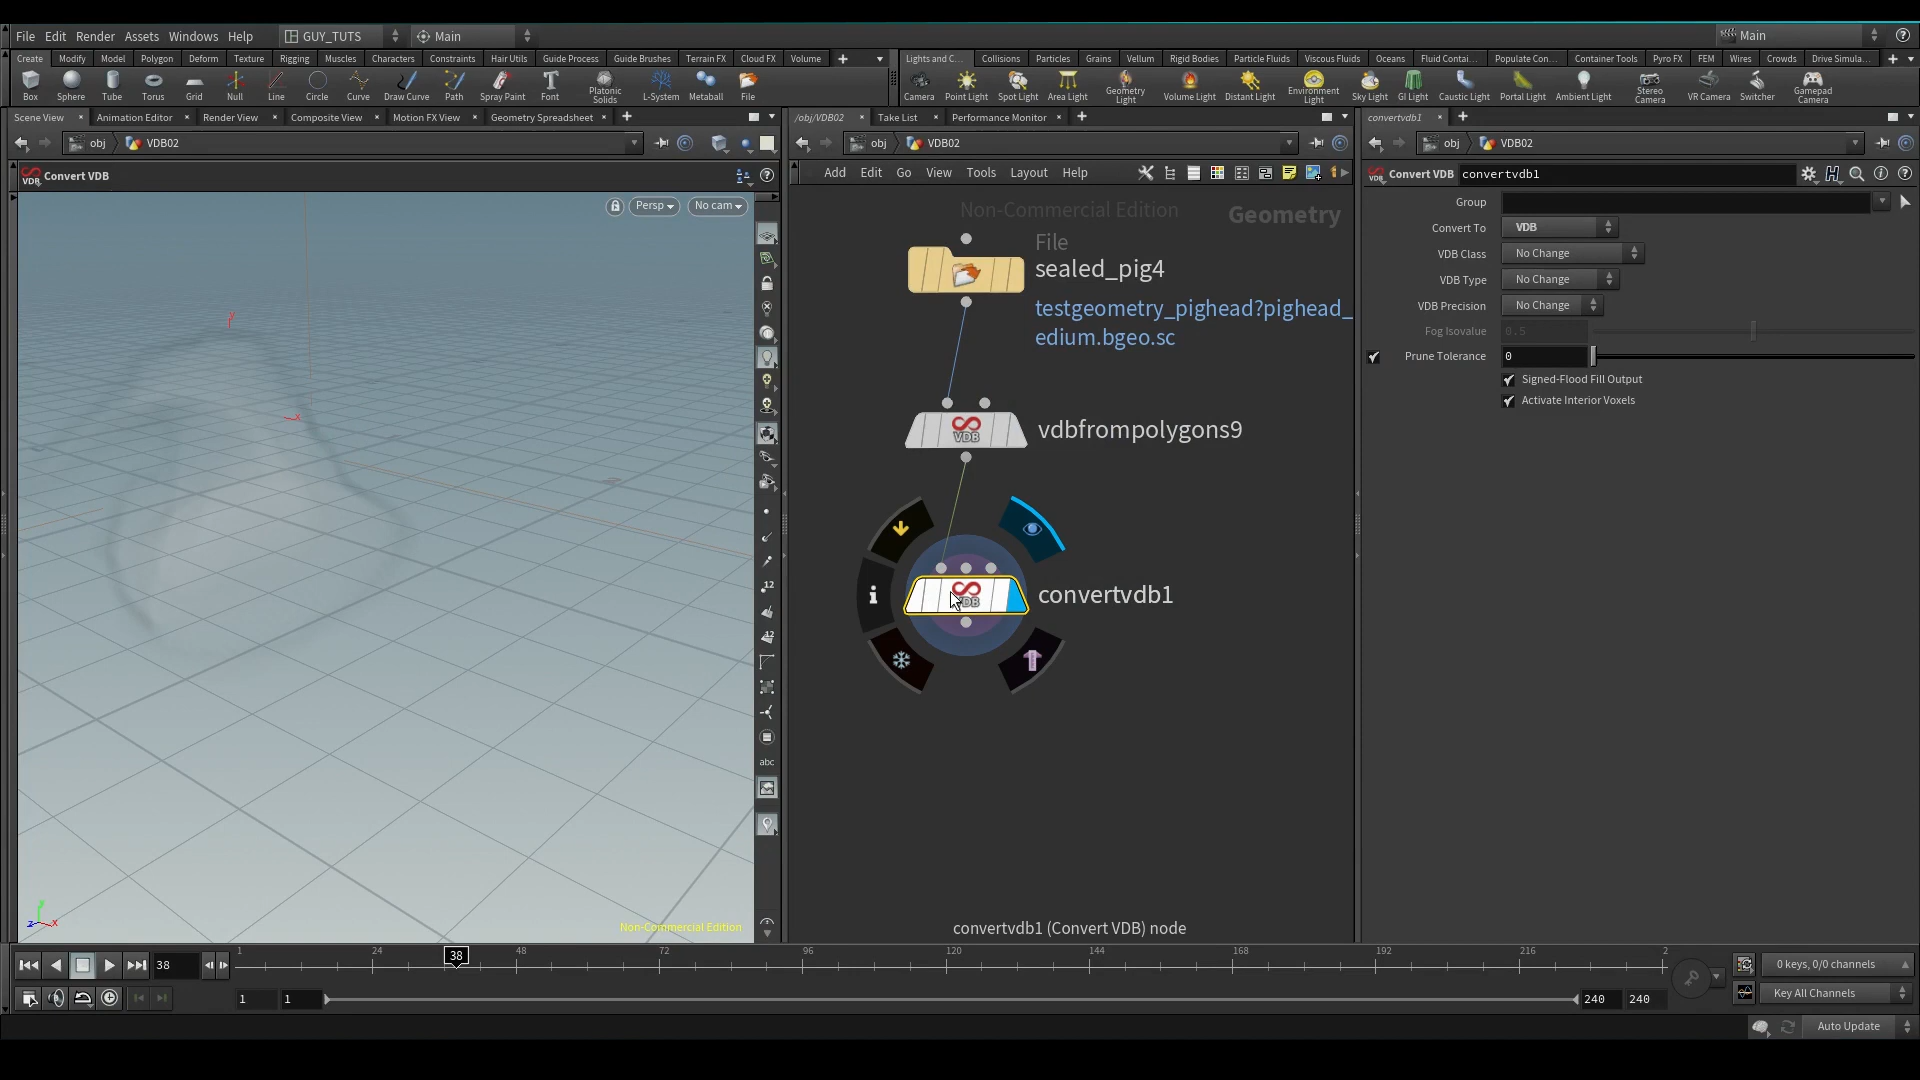 File Edit Render Assets Windows Help GUY_TUTS Main Main
Create Modify Model Polygon Deform Texture Rigging Muscles Characters Constraints Hair Utils Guide Process Guide Brushes Terrain FX Cloud FX Volume
Lights and C... Collisions Particles Grains Vellum Rigid Bodies Particle Fluids Viscous Fluids Oceans Fluid Contai... Populate Con... Container Tools Pyro FX FEM Wires Crowds Drive Simula...
Box Sphere Tube Torus Grid Null Line Circle Curve Draw Curve Path Spray Paint Font Platonic Solids L-System Metaball File
Camera Point Light Spot Light Area Light Geometry Light Volume Light Distant Light Environment Light Sky Light GI Light Caustic Light Portal Light Ambient Light Stereo Camera VR Camera Switcher Gamepad Camera
Scene View Animation Editor Render View Composite View Motion FX View Geometry Spreadsheet
/obj/VDB02 Take List Performance Monitor
convertvdb1
obj VDB02
obj VDB02
obj VDB02
VDB Convert VDB
Add Edit Go View Tools Layout Help
VDB Convert VDB convertvdb1
Persp No cam
Non-Commercial Edition
Geometry
File
sealed_pig4
testgeometry_pighead?pighead_
edium.bgeo.sc
VDB
vdbfrompolygons9
VDB
convertvdb1
convertvdb1 (Convert VDB) node
Group
Convert To VDB
VDB Class No Change
VDB Type No Change
VDB Precision No Change
Fog Isovalue 0.5
Prune Tolerance 0
Signed-Flood Fill Output
Activate Interior Voxels
y
x
12
12
abc
z x
Non-Commercial Edition
38
1 24 38 48 72 96 120 144 168 192 216 2
0 keys, 0/0 channels
1 1 240 240
Key All Channels
Auto Update